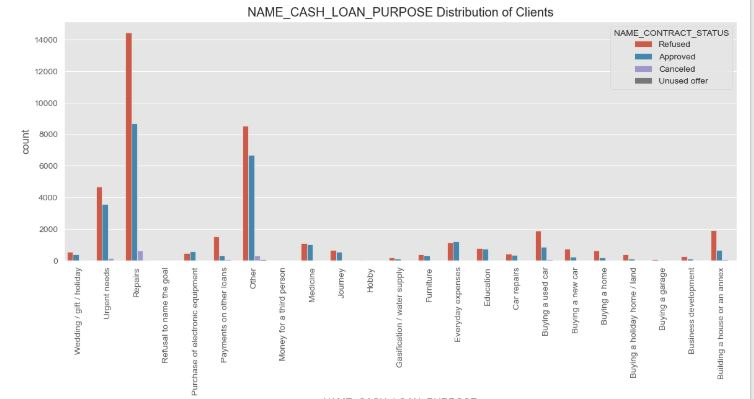 NAME_CASH_LOAN_PURPOSE Distribution of Clients
NAME_CONTRACT_STATUS
Refused
Approved
Canceled
Unused offer
count
14000
12000
10000
8000
6000
4000
2000
0
Wedding / gift / holiday
Urgent needs
Repairs
Refusal to name the goal
Purchase of electronic equipment
Payments on other loans
Other
Money for a third person
Medicine
Journey
Hobby
Gasification / water supply
Furniture
Everyday expenses
Education
Car repairs
Buying a used car
Buying a new car
Buying a home
Buying a holiday home / land
Buying a garage
Business development
Building a house or an annex